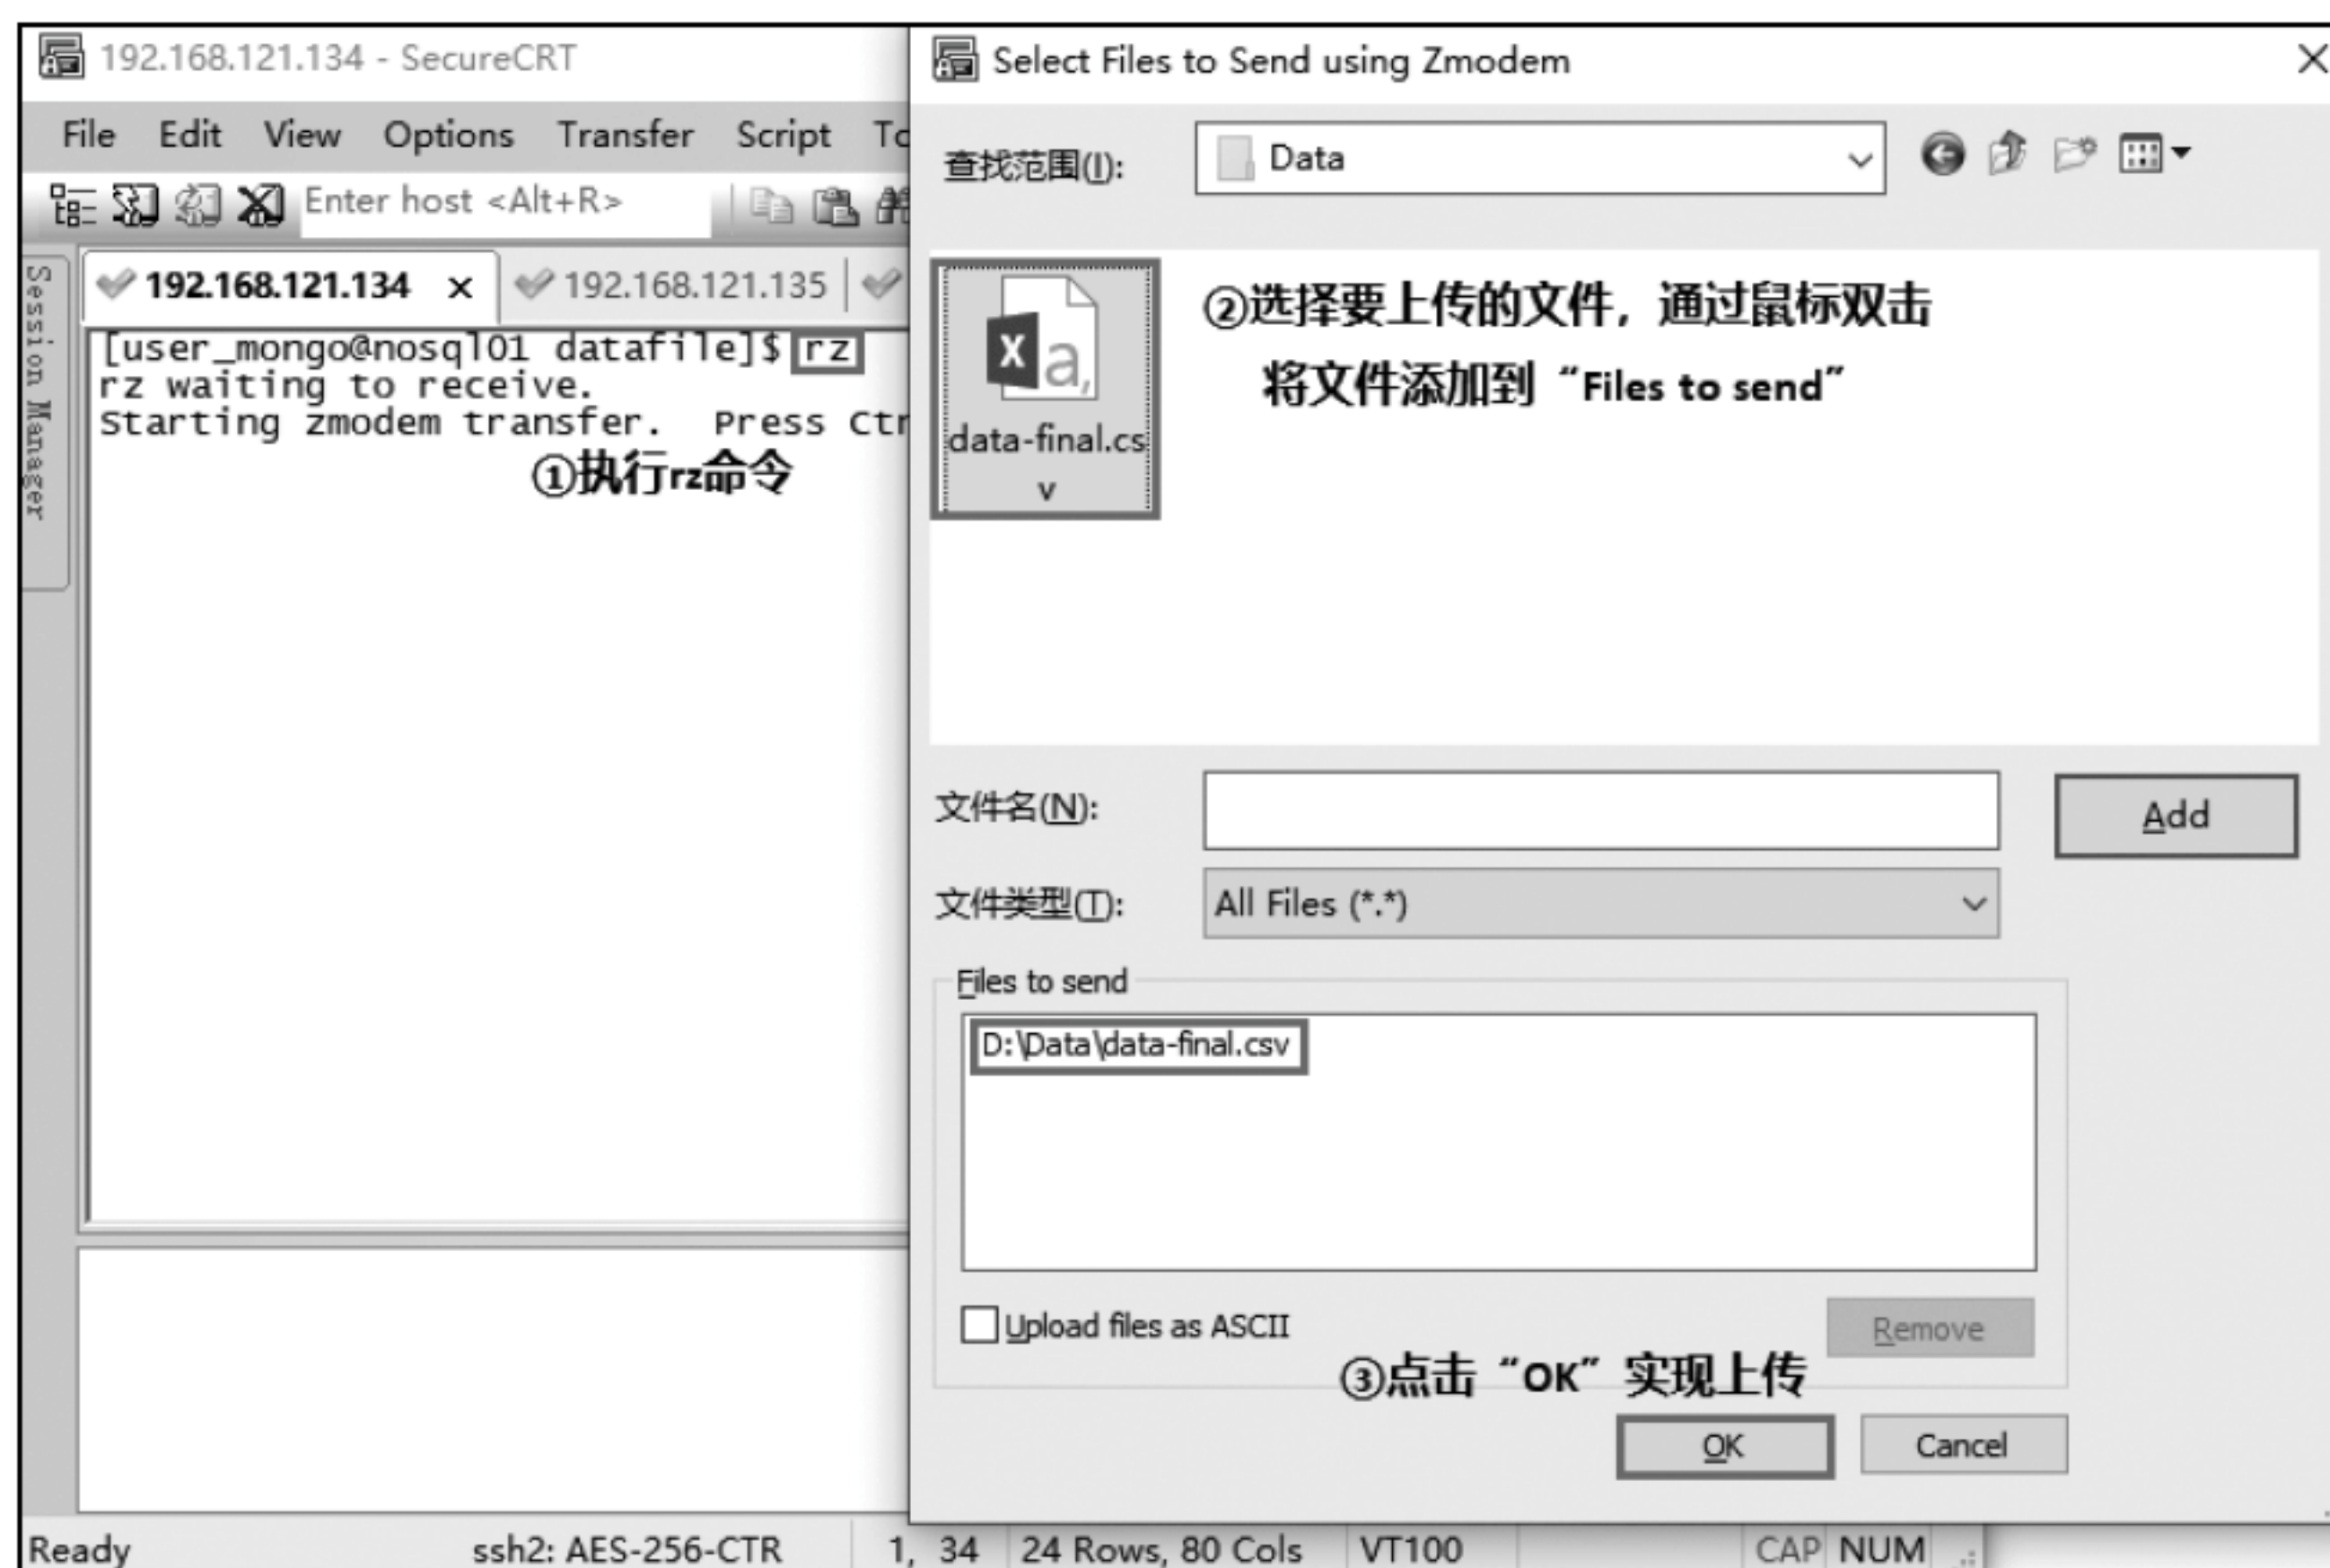 192.168.121.134 - SecureCRT
File Edit View Options Transfer Script
Enter host <Alt+R>
Session Manager
192.168.121.134 x 192.168.121.135
[user_mongo@nosql01 datafile]$ rz
rz waiting to receive.
Starting zmodem transfer. Press Ctr
①执行rz命令
Select Files to Send using Zmodem
查找范围(I): Data
data-final.cs
v
②选择要上传的文件，通过鼠标双击
将文件添加到“Files to send”
文件名(N):
Add
文件类型(T): All Files (*.*)
Files to send
D:\Data\data-final.csv
Upload files as ASCII
Remove
③点击“OK”实现上传
OK Cancel
Ready ssh2: AES-256-CTR 1, 34 24 Rows, 80 Cols VT100 CAP NUM